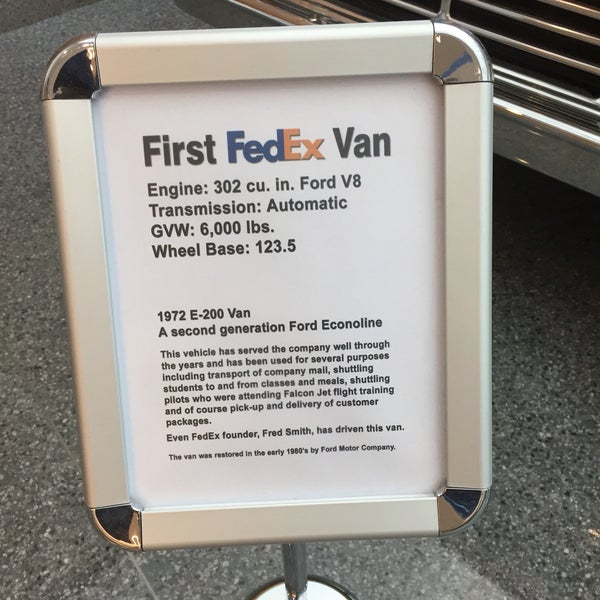 First FedEx Van
Engine: 302 cu. in. Ford V8
Transmission: Automatic
GVW: 6,000 lbs.
Wheel Base: 123.5
1972 E-200 Van
A second generation Ford Econoline
This vehicle has served the company well through
the years and has been used for several purposes
including transport of company mail, shuttling
students to and from classes and meals, shuttling
pilots who were attending Falcon Jet flight training
and of course pick-up and delivery of customer
packages.
Even FedEx founder, Fred Smith, has driven this van.
The van was restored in the early 1980's by Ford Motor Company.